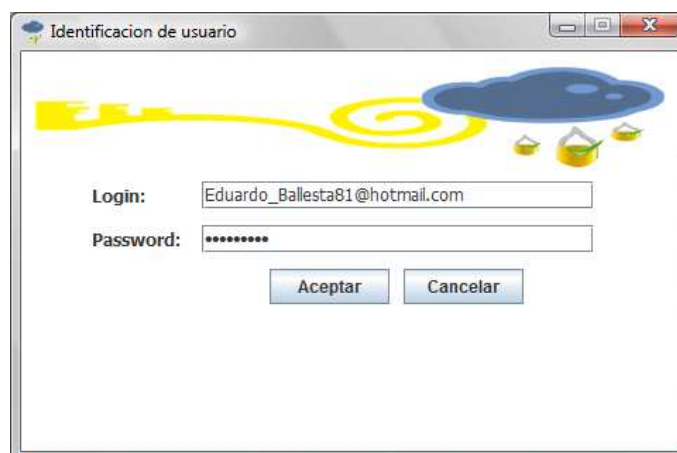 Identificacion de usuario
Login: Eduardo_Ballesta81@hotmail.com
Password: •••••••••
Aceptar Cancelar